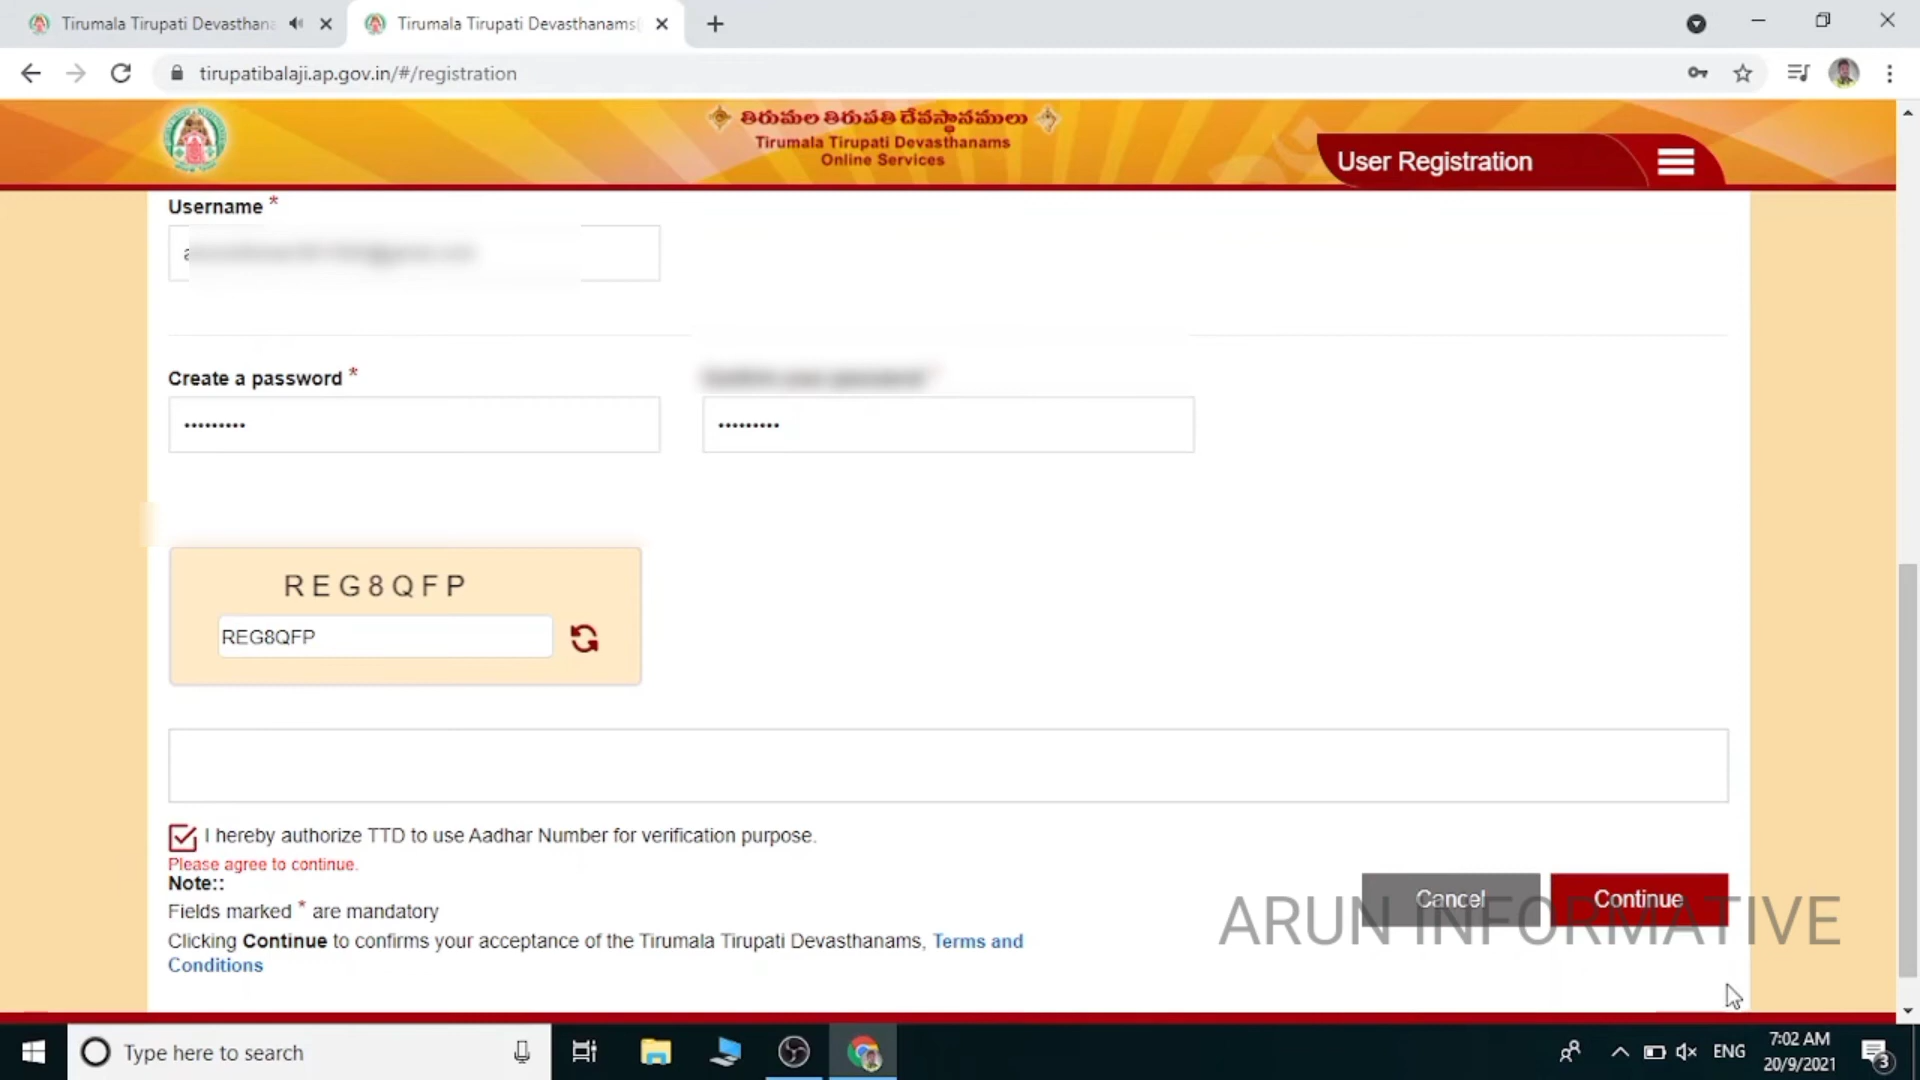 Tirumala Tirupati Devasthana
Tirumala Tirupati Devasthanams(
tirupatibalaji.ap.gov.in/#/registration
తిరుమల తిరుపతి దేవస్థానములు
Tirumala Tirupati Devasthanams
Online Services
User Registration
Username *
a
Create a password *
•••••••••
•••••••••
REG8QFP
REG8QFP
I hereby authorize TTD to use Aadhar Number for verification purpose.
Please agree to continue.
Note::
Fields marked * are mandatory
Clicking Continue to confirms your acceptance of the Tirumala Tirupati Devasthanams, Terms and
Conditions
Cancel
Continue
ARUN INFORMATIVE
Type here to search
ENG
7:02 AM
20/9/2021
3